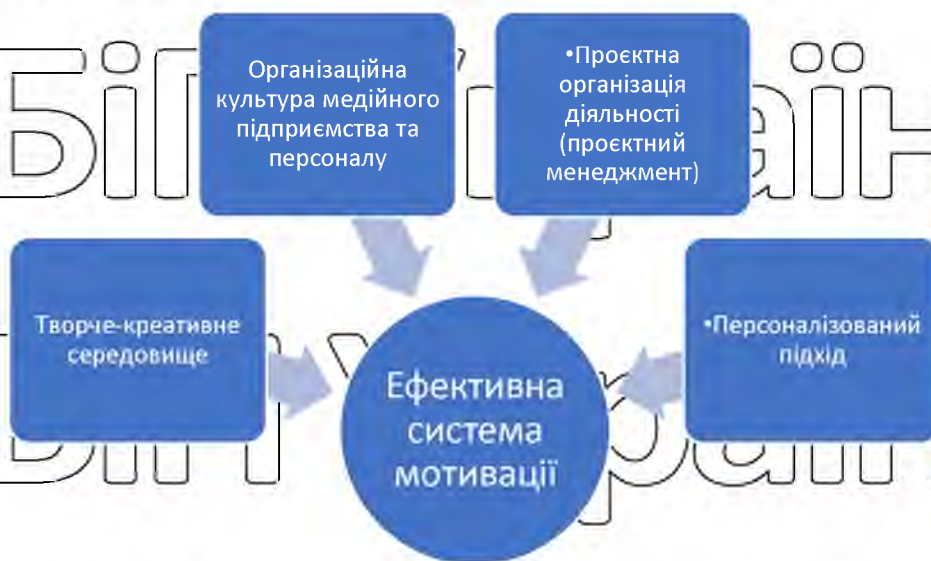 Організаційна
культура медійного
підприємства та
персоналу
•Проєктна
організація
діяльності
(проєктний
менеджмент)
Творче-креативне
середовище
•Персоналізований
підхід
Ефективна
система
мотивації